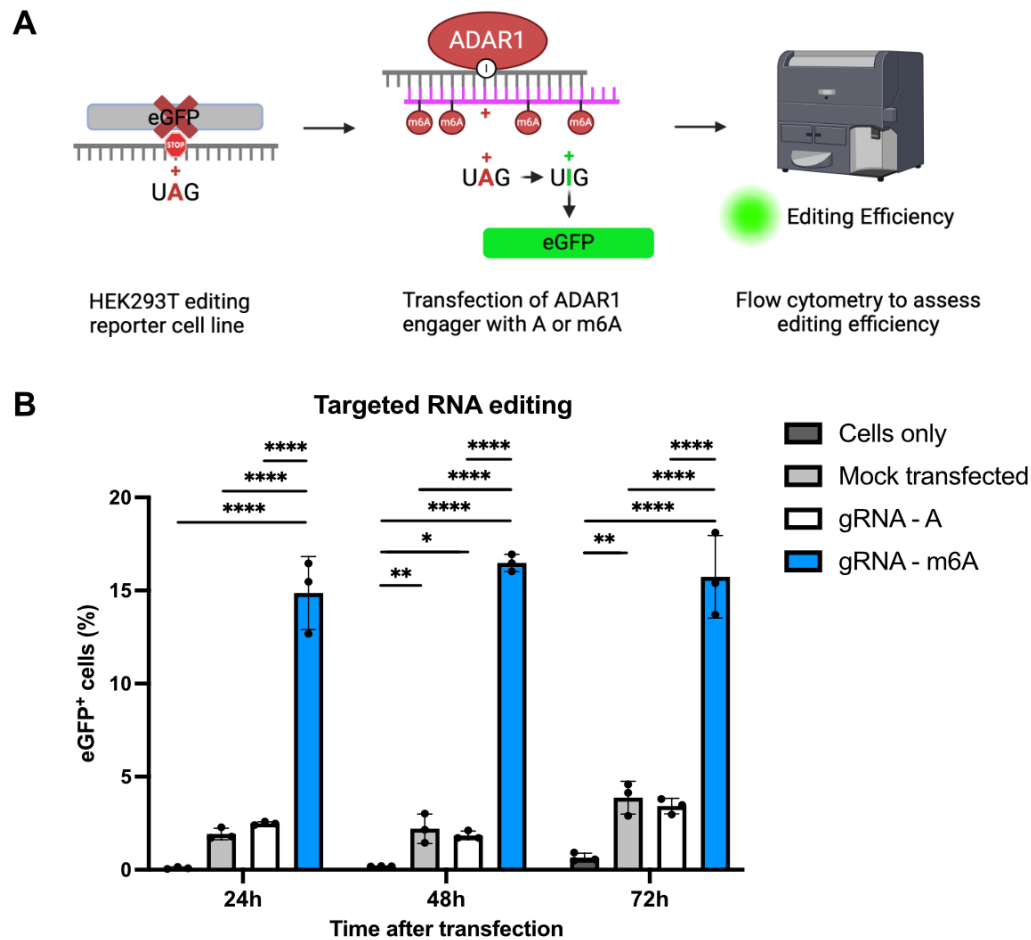 A
ADAR1
I
eGFP
STOP
m6A m6A m6A m6A
+
UAG
+
UAG
+
UIG
eGFP
Editing Efficiency
HEK293T editing
reporter cell line
Transfection of ADAR1
engager with A or m6A
Flow cytometry to assess
editing efficiency
B
Targeted RNA editing
Cells only
Mock transfected
gRNA - A
gRNA - m6A
**** **** ****
**** **** ****
**** **** ****
* **
**
20
15
10
5
0
eGFP+ cells (%)
24h 48h 72h
Time after transfection